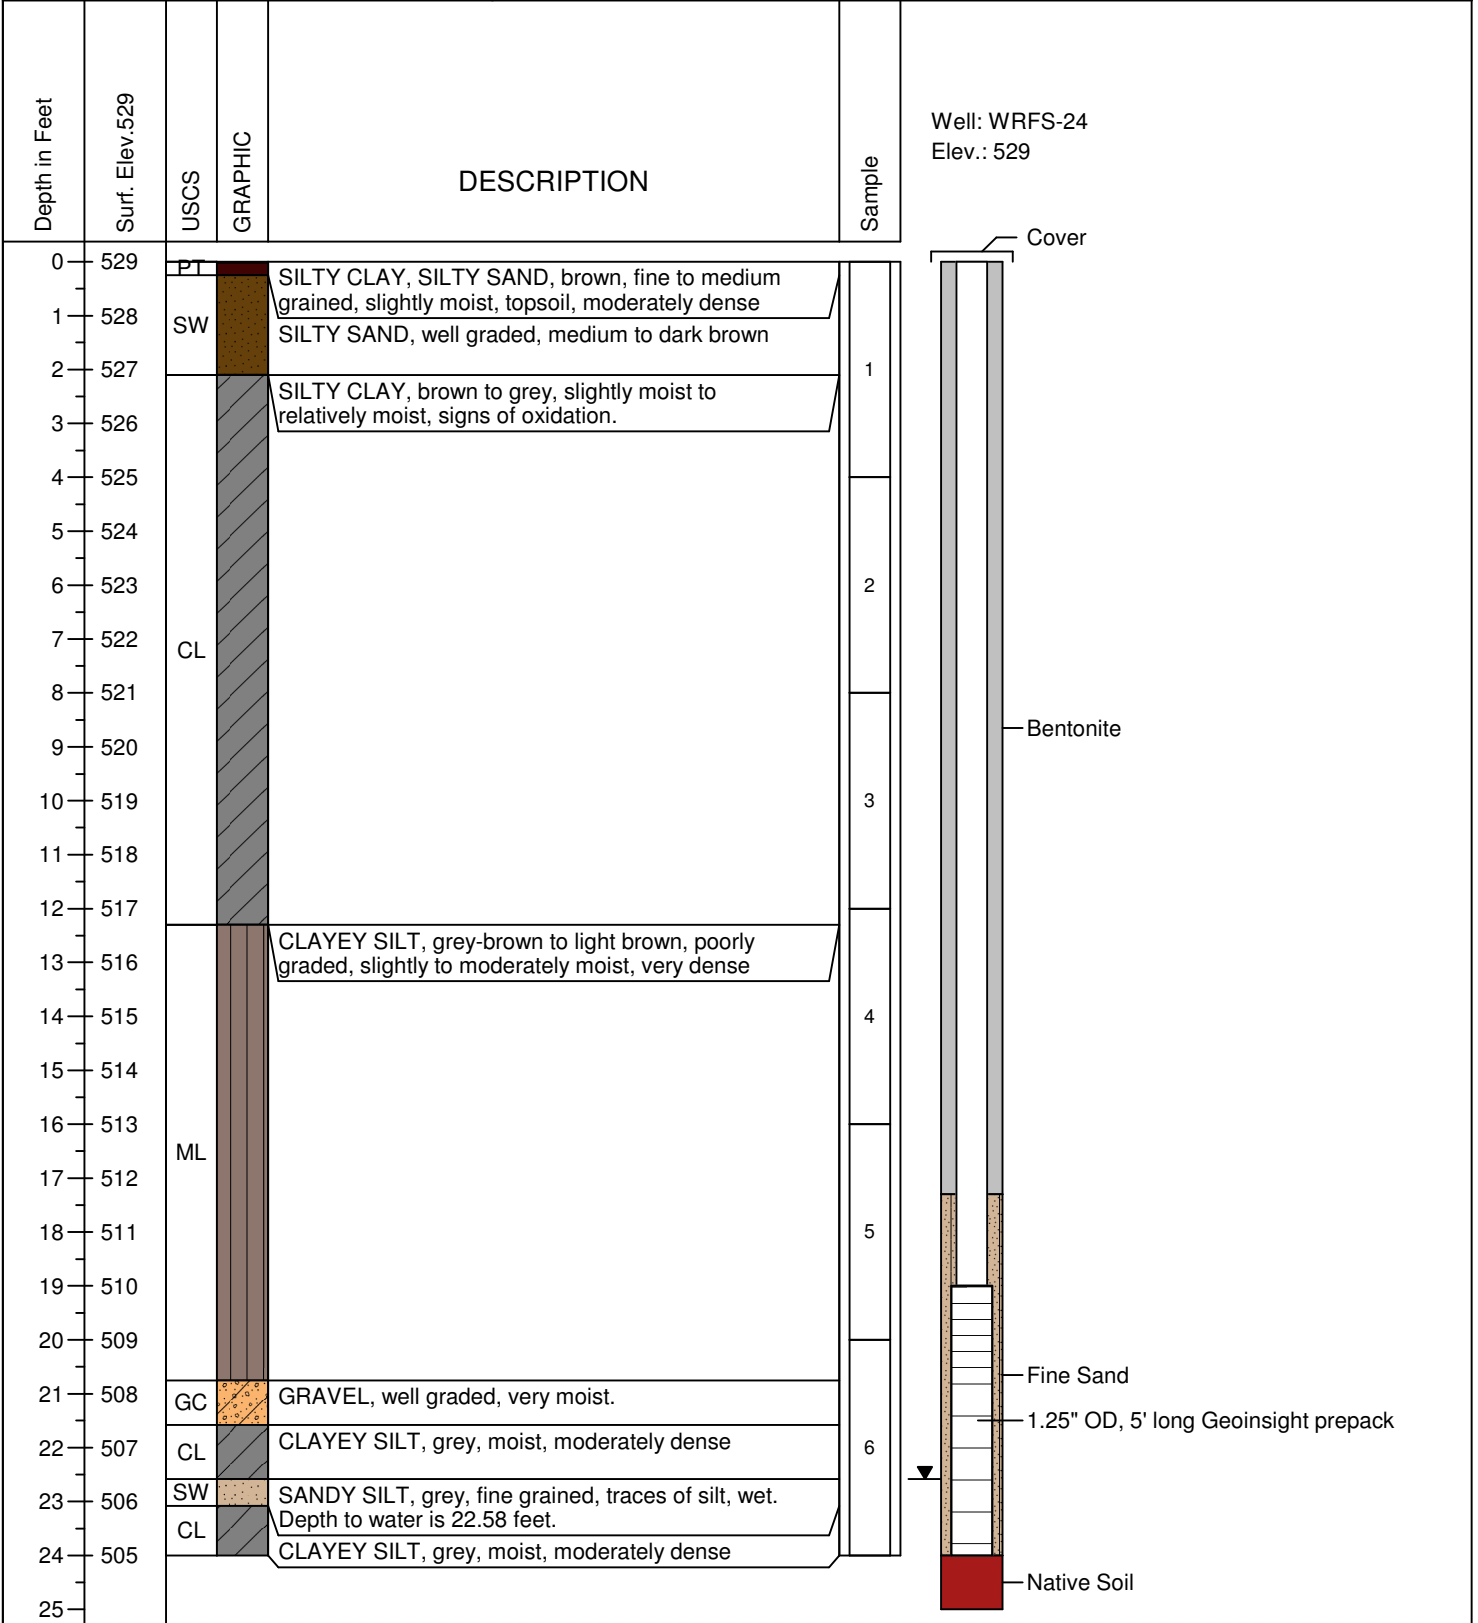 Depth in Feet
Surf. Elev.529
USCS
GRAPHIC
DESCRIPTION
Sample
Well: WRFS-24
Elev.: 529
Cover
0 529
PT
SILTY CLAY, SILTY SAND, brown, fine to medium
grained, slightly moist, topsoil, moderately dense
1 528
SW
SILTY SAND, well graded, medium to dark brown
2 527
1
SILTY CLAY, brown to grey, slightly moist to
relatively moist, signs of oxidation.
3 526
4 525
5 524
6 523
2
7 522
CL
8 521
Bentonite
9 520
10 519
3
11 518
12 517
CLAYEY SILT, grey-brown to light brown, poorly
graded, slightly to moderately moist, very dense
13 516
14 515
4
15 514
16 513
ML
17 512
18 511
5
19 510
20 509
Fine Sand
21 508
GC
GRAVEL, well graded, very moist.
1.25" OD, 5' long Geoinsight prepack
22 507
CL
CLAYEY SILT, grey, moist, moderately dense
6
SW
SANDY SILT, grey, fine grained, traces of silt, wet.
Depth to water is 22.58 feet.
23 506
CL
CLAYEY SILT, grey, moist, moderately dense
24 505
Native Soil
25